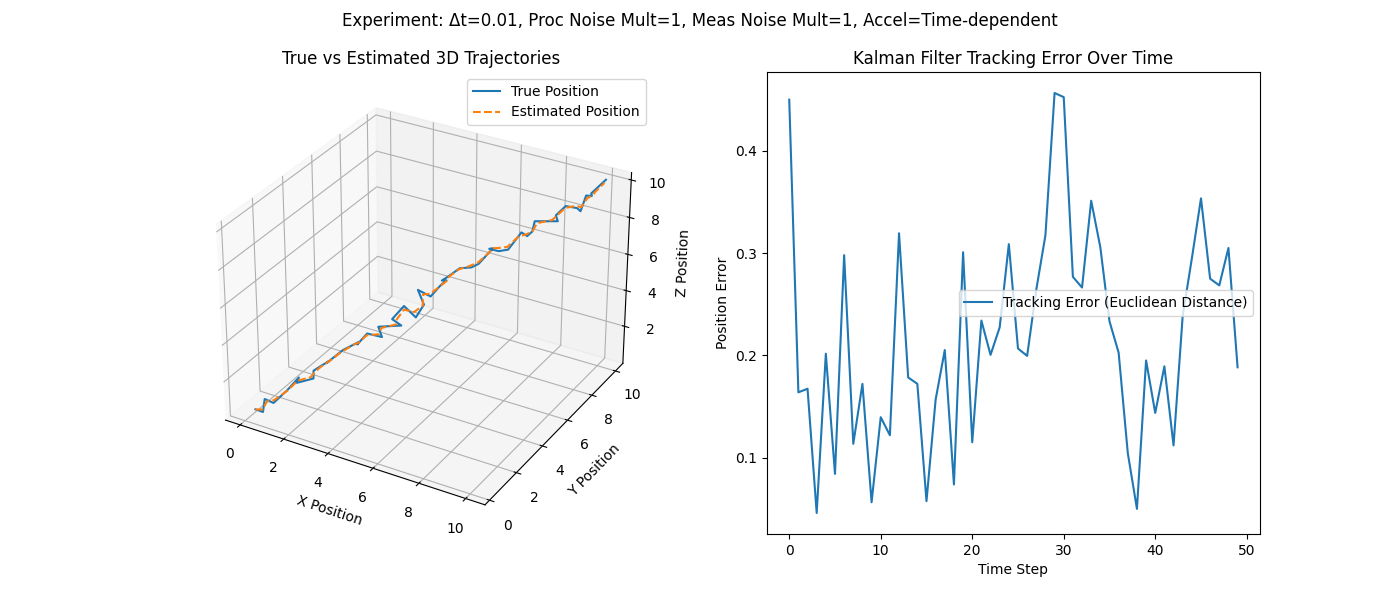 Experiment: Δt=0.01, Proc Noise Mult=1, Meas Noise Mult=1, Accel=Time-dependent
True vs Estimated 3D Trajectories
True Position
Estimated Position
0
2
4
6
8
10
X Position
0
2
4
6
8
10
Y Position
2
4
6
8
10
Z Position
Kalman Filter Tracking Error Over Time
Tracking Error (Euclidean Distance)
0.4
0.3
0.2
0.1
Position Error
0
10
20
30
40
50
Time Step